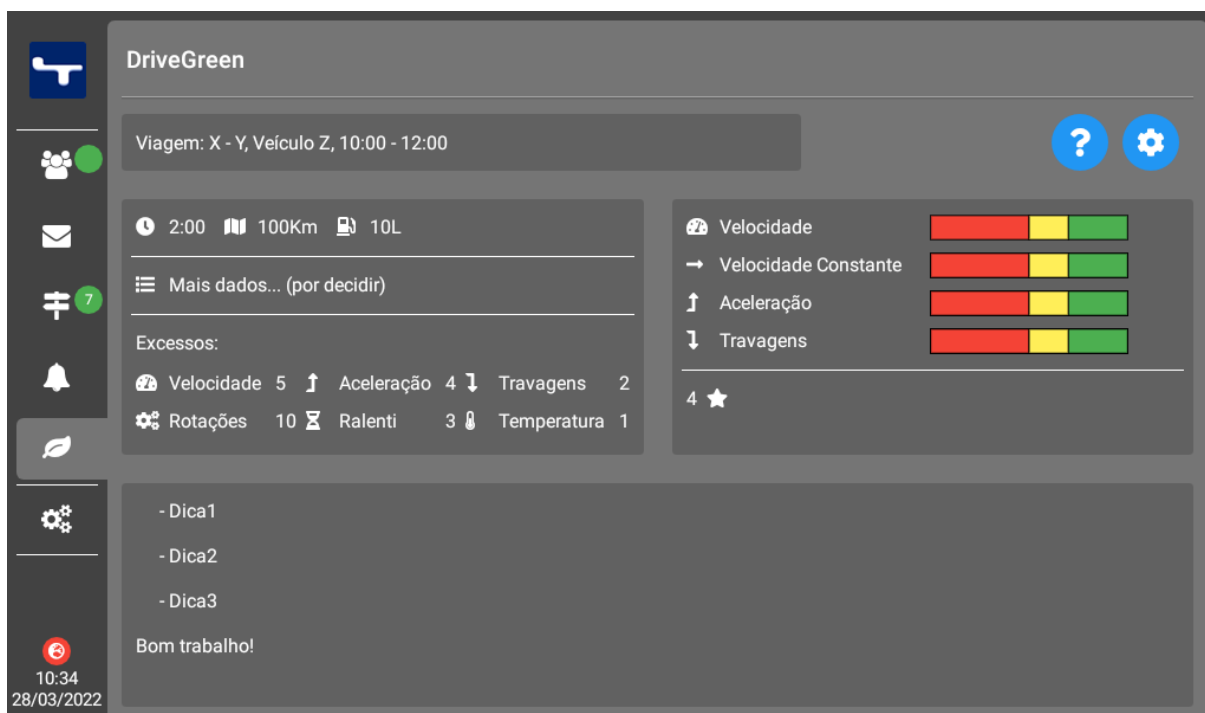 DriveGreen
Viagem: X - Y, Veículo Z, 10:00 - 12:00
?
2:00 100Km 10L
Mais dados... (por decidir)
Excessos:
Velocidade 5 Aceleração 4 Travagens 2
Rotações 10 Ralenti 3 Temperatura 1
Velocidade
Velocidade Constante
Aceleração
Travagens
4
- Dica1
- Dica2
- Dica3
Bom trabalho!
7
10:34
28/03/2022